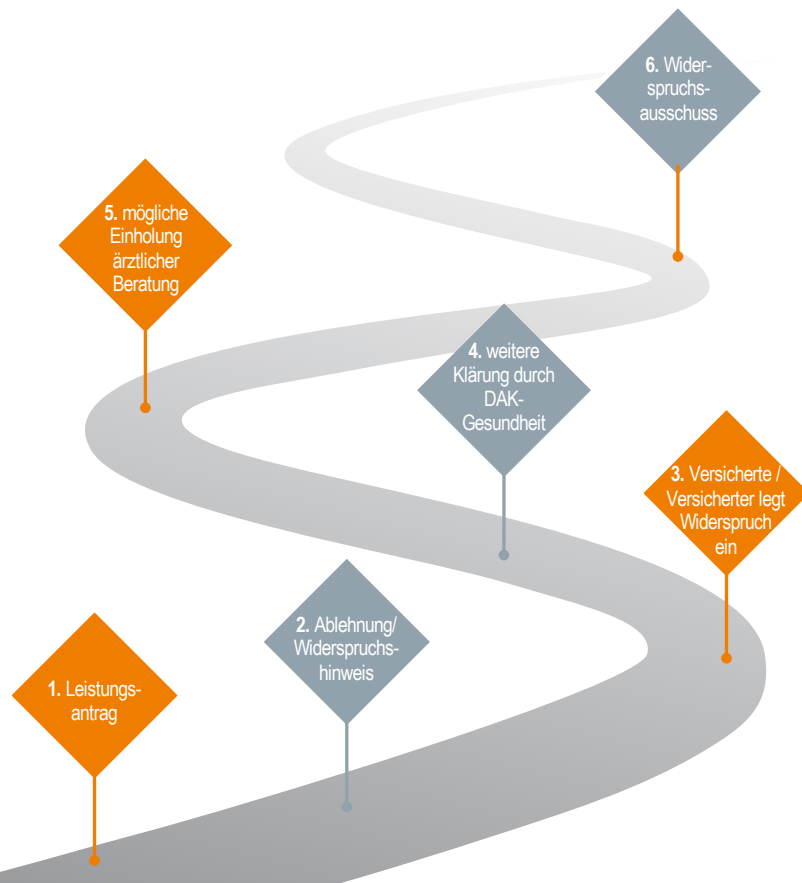 1. Leistungs-
antrag
2. Ablehnung/
Widerspruchs-
hinweis
3. Versicherte /
Versicherter legt
Widerspruch
ein
4. weitere
Klärung durch
DAK-
Gesundheit
5. mögliche
Einholung
ärztlicher
Beratung
6. Wider-
spruchs-
ausschuss